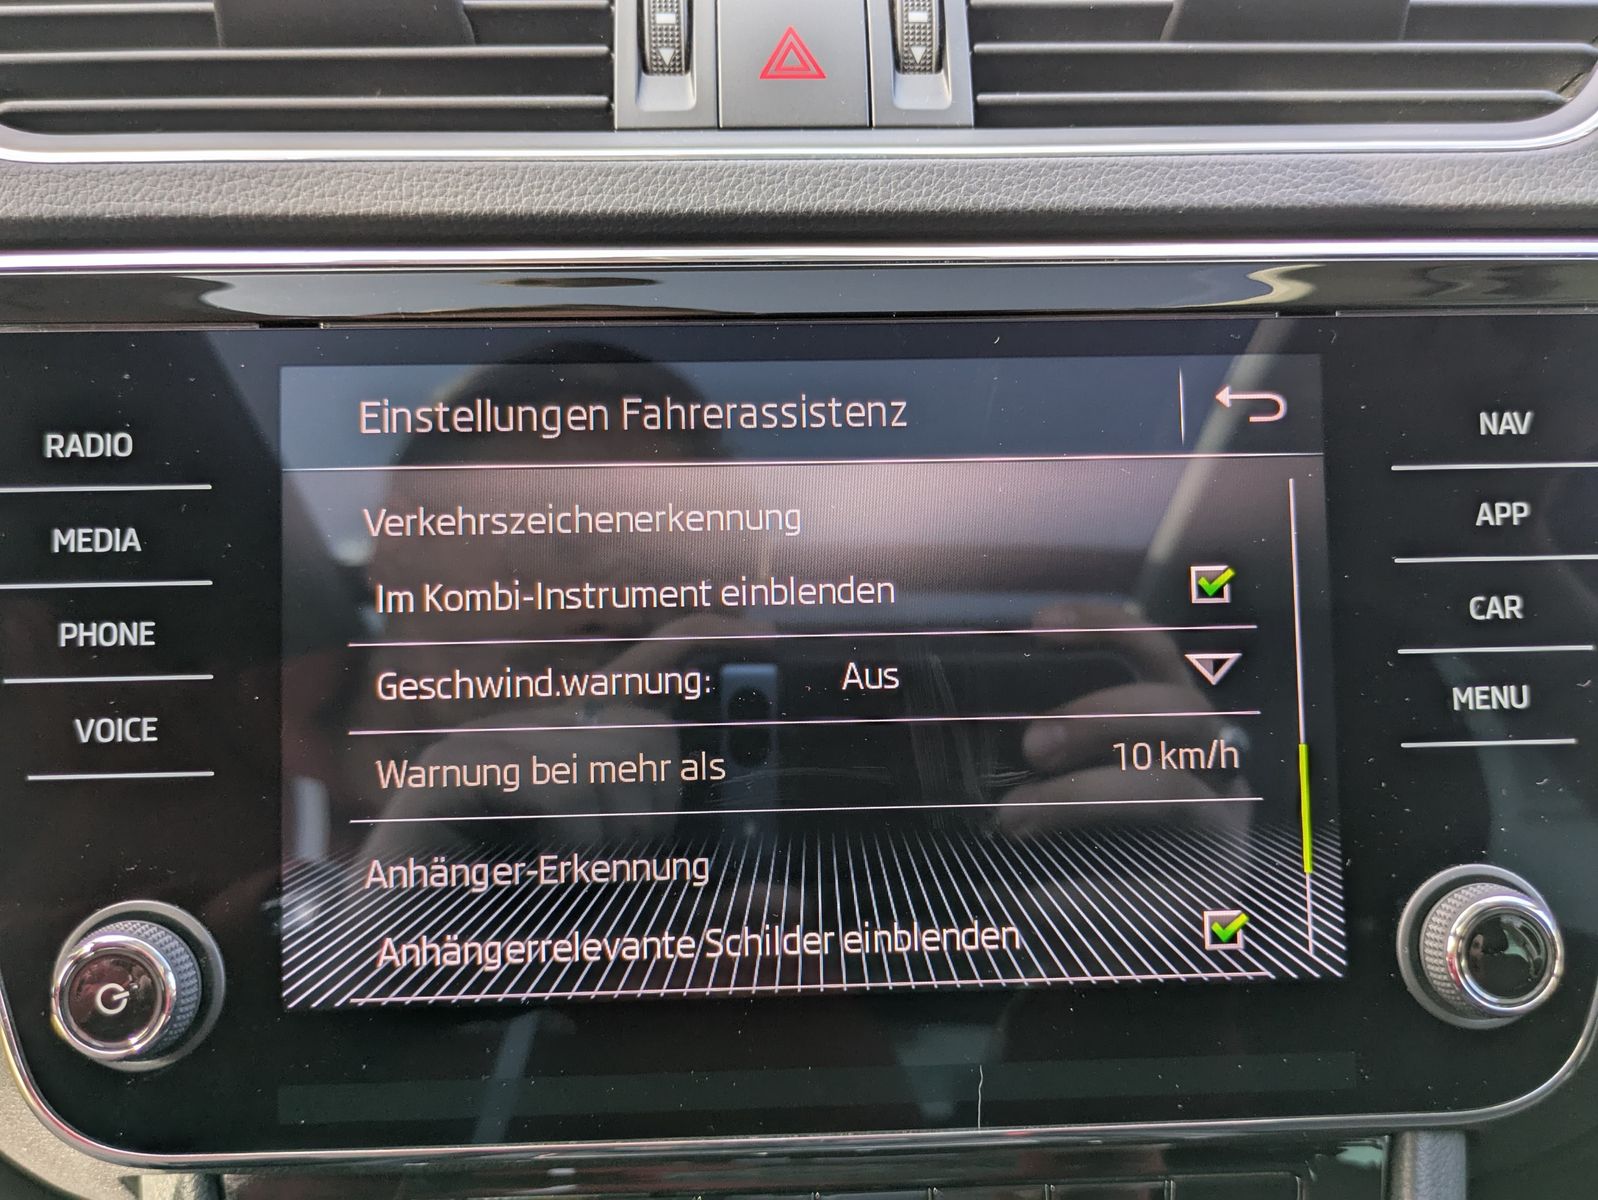 Einstellungen Fahrerassistenz
Verkehrszeichenerkennung
Im Kombi-Instrument einblenden
Geschwind.warnung: Aus
Warnung bei mehr als 10 km/h
Anhänger-Erkennung
Anhängerrelevante Schilder einblenden
RADIO
MEDIA
PHONE
VOICE
NAV
APP
CAR
MENU